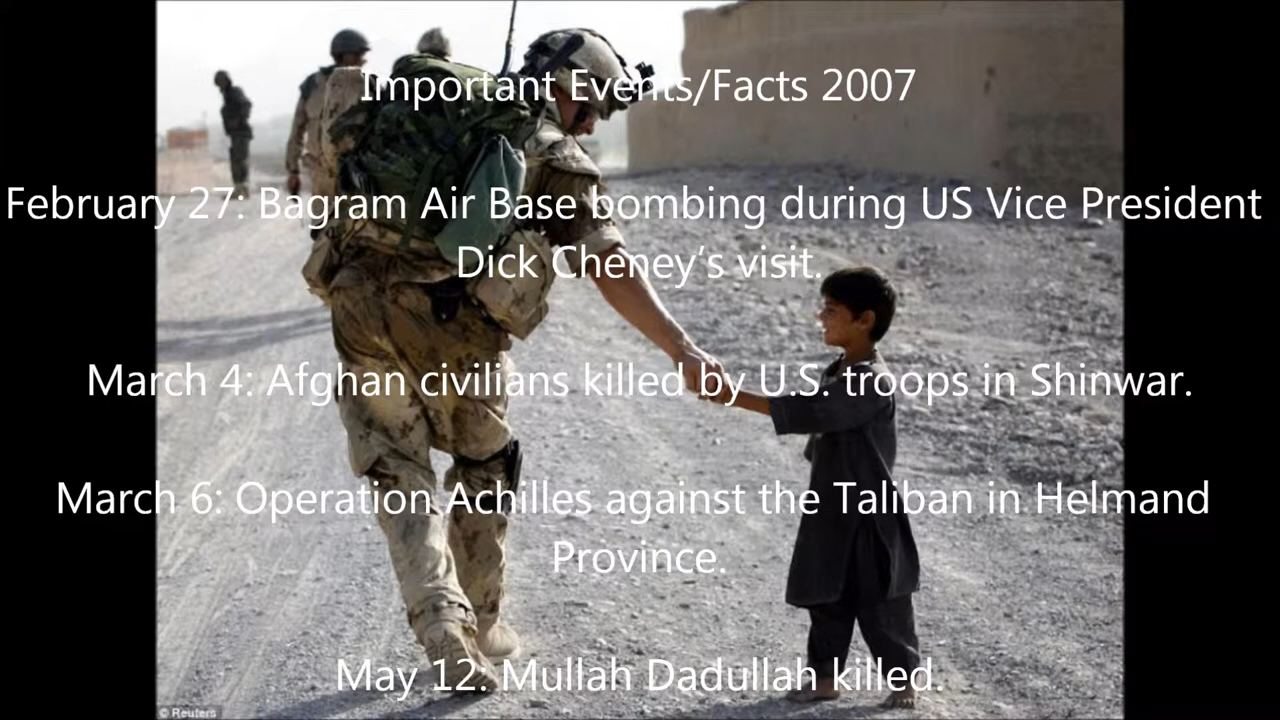 Important Events/Facts 2007
February 27: Bagram Air Base bombing during US Vice President
Dick Cheney’s visit.
March 4: Afghan civilians killed by U.S. troops in Shinwar.
March 6: Operation Achilles against the Taliban in Helmand
Province.
May 12: Mullah Dadullah killed.
© Reuters